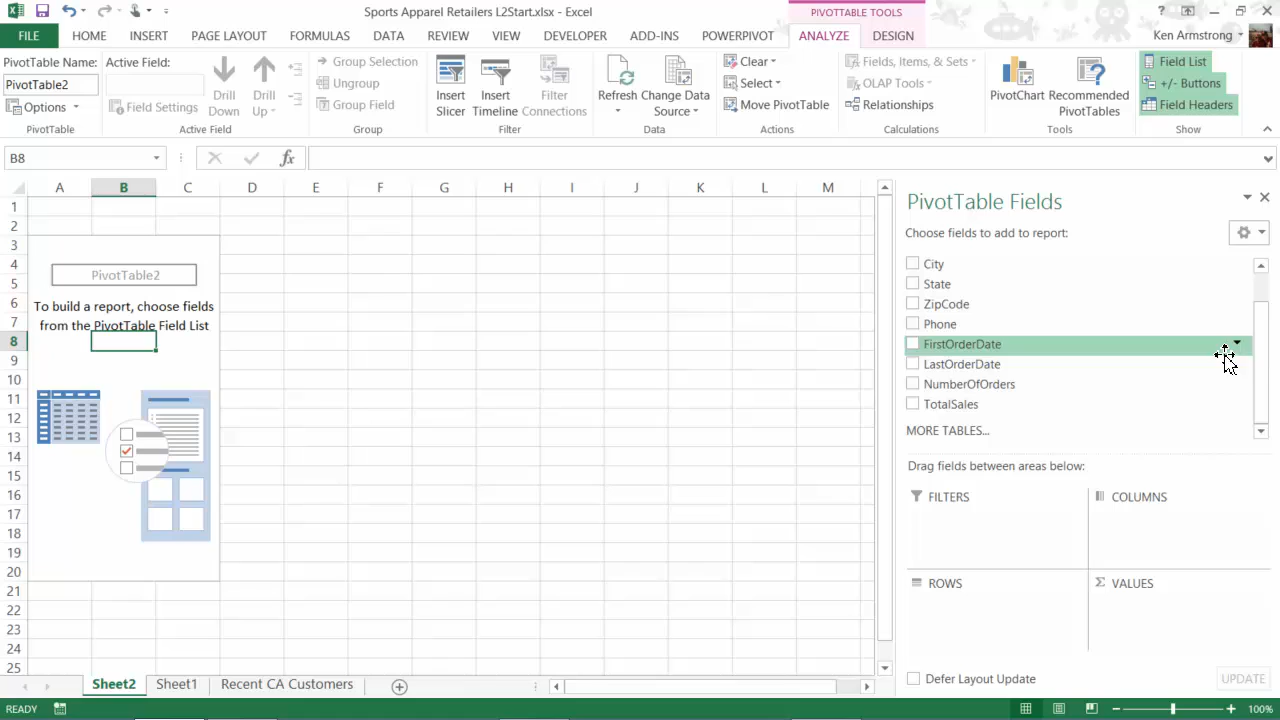 Sports Apparel Retailers L2Start.xlsx - Excel
PIVOTTABLE TOOLS
?
FILE
HOME
INSERT
PAGE LAYOUT
FORMULAS
DATA
REVIEW
VIEW
DEVELOPER
ADD-INS
POWERPIVOT
ANALYZE
DESIGN
Ken Armstrong
PivotTable Name:
PivotTable2
Options
PivotTable
Active Field:
Field Settings
Drill
Down
Drill
Up
Active Field
Group Selection
Ungroup
Group Field
Group
Insert
Slicer
Insert
Timeline
Filter
Connections
Filter
Refresh
Change Data
Source
Data
Clear
Select
Move PivotTable
Actions
Fields, Items, & Sets
OLAP Tools
Relationships
Calculations
PivotChart
Recommended
PivotTables
Tools
Field List
+/- Buttons
Field Headers
Show
B8
fx
A B C D E F G H I J K L M
1
2
3
4
5
6
7
8
9
10
11
12
13
14
15
16
17
18
19
20
21
22
23
24
25
PivotTable2
To build a report, choose fields
from the PivotTable Field List
PivotTable Fields
Choose fields to add to report:
City
State
ZipCode
Phone
FirstOrderDate
LastOrderDate
NumberOfOrders
TotalSales
MORE TABLES...
Drag fields between areas below:
FILTERS
COLUMNS
ROWS
Σ VALUES
Defer Layout Update
UPDATE
Sheet2
Sheet1
Recent CA Customers
READY
100%